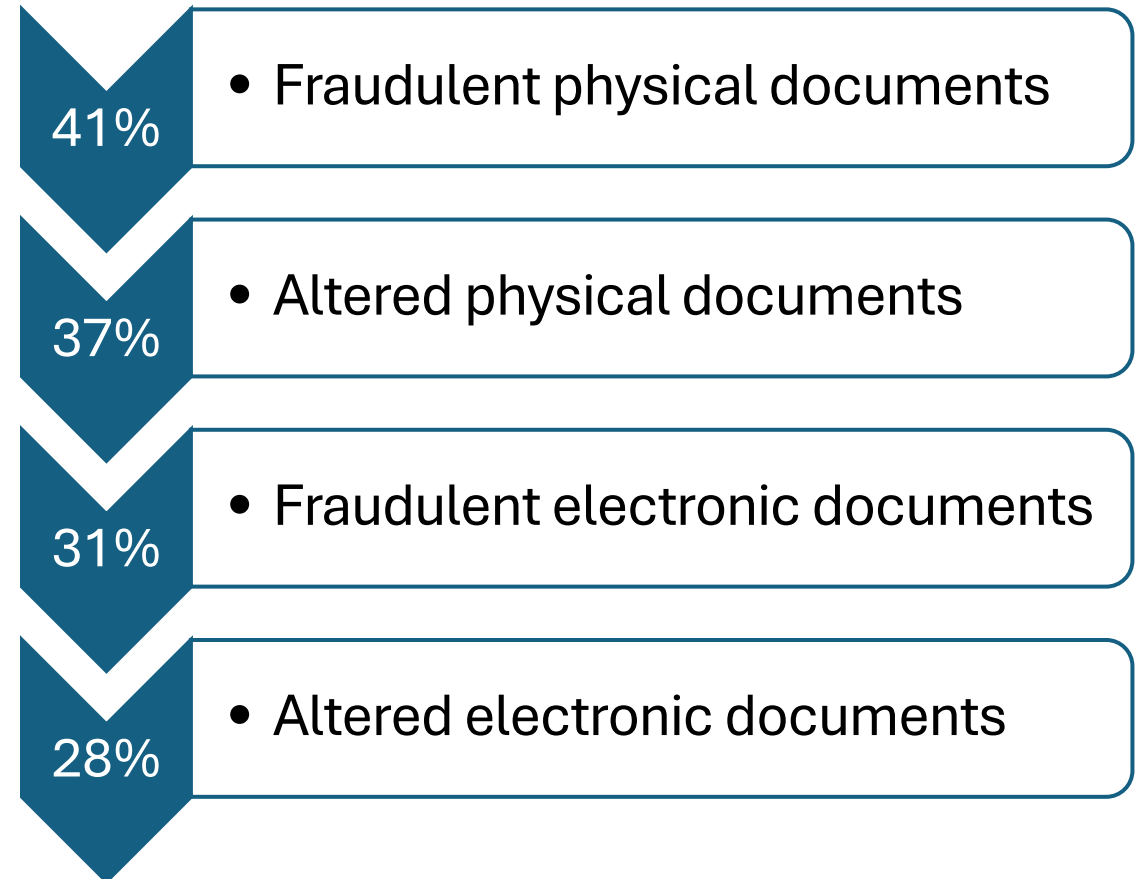 41%
• Fraudulent physical documents
37%
• Altered physical documents
31%
• Fraudulent electronic documents
28%
• Altered electronic documents